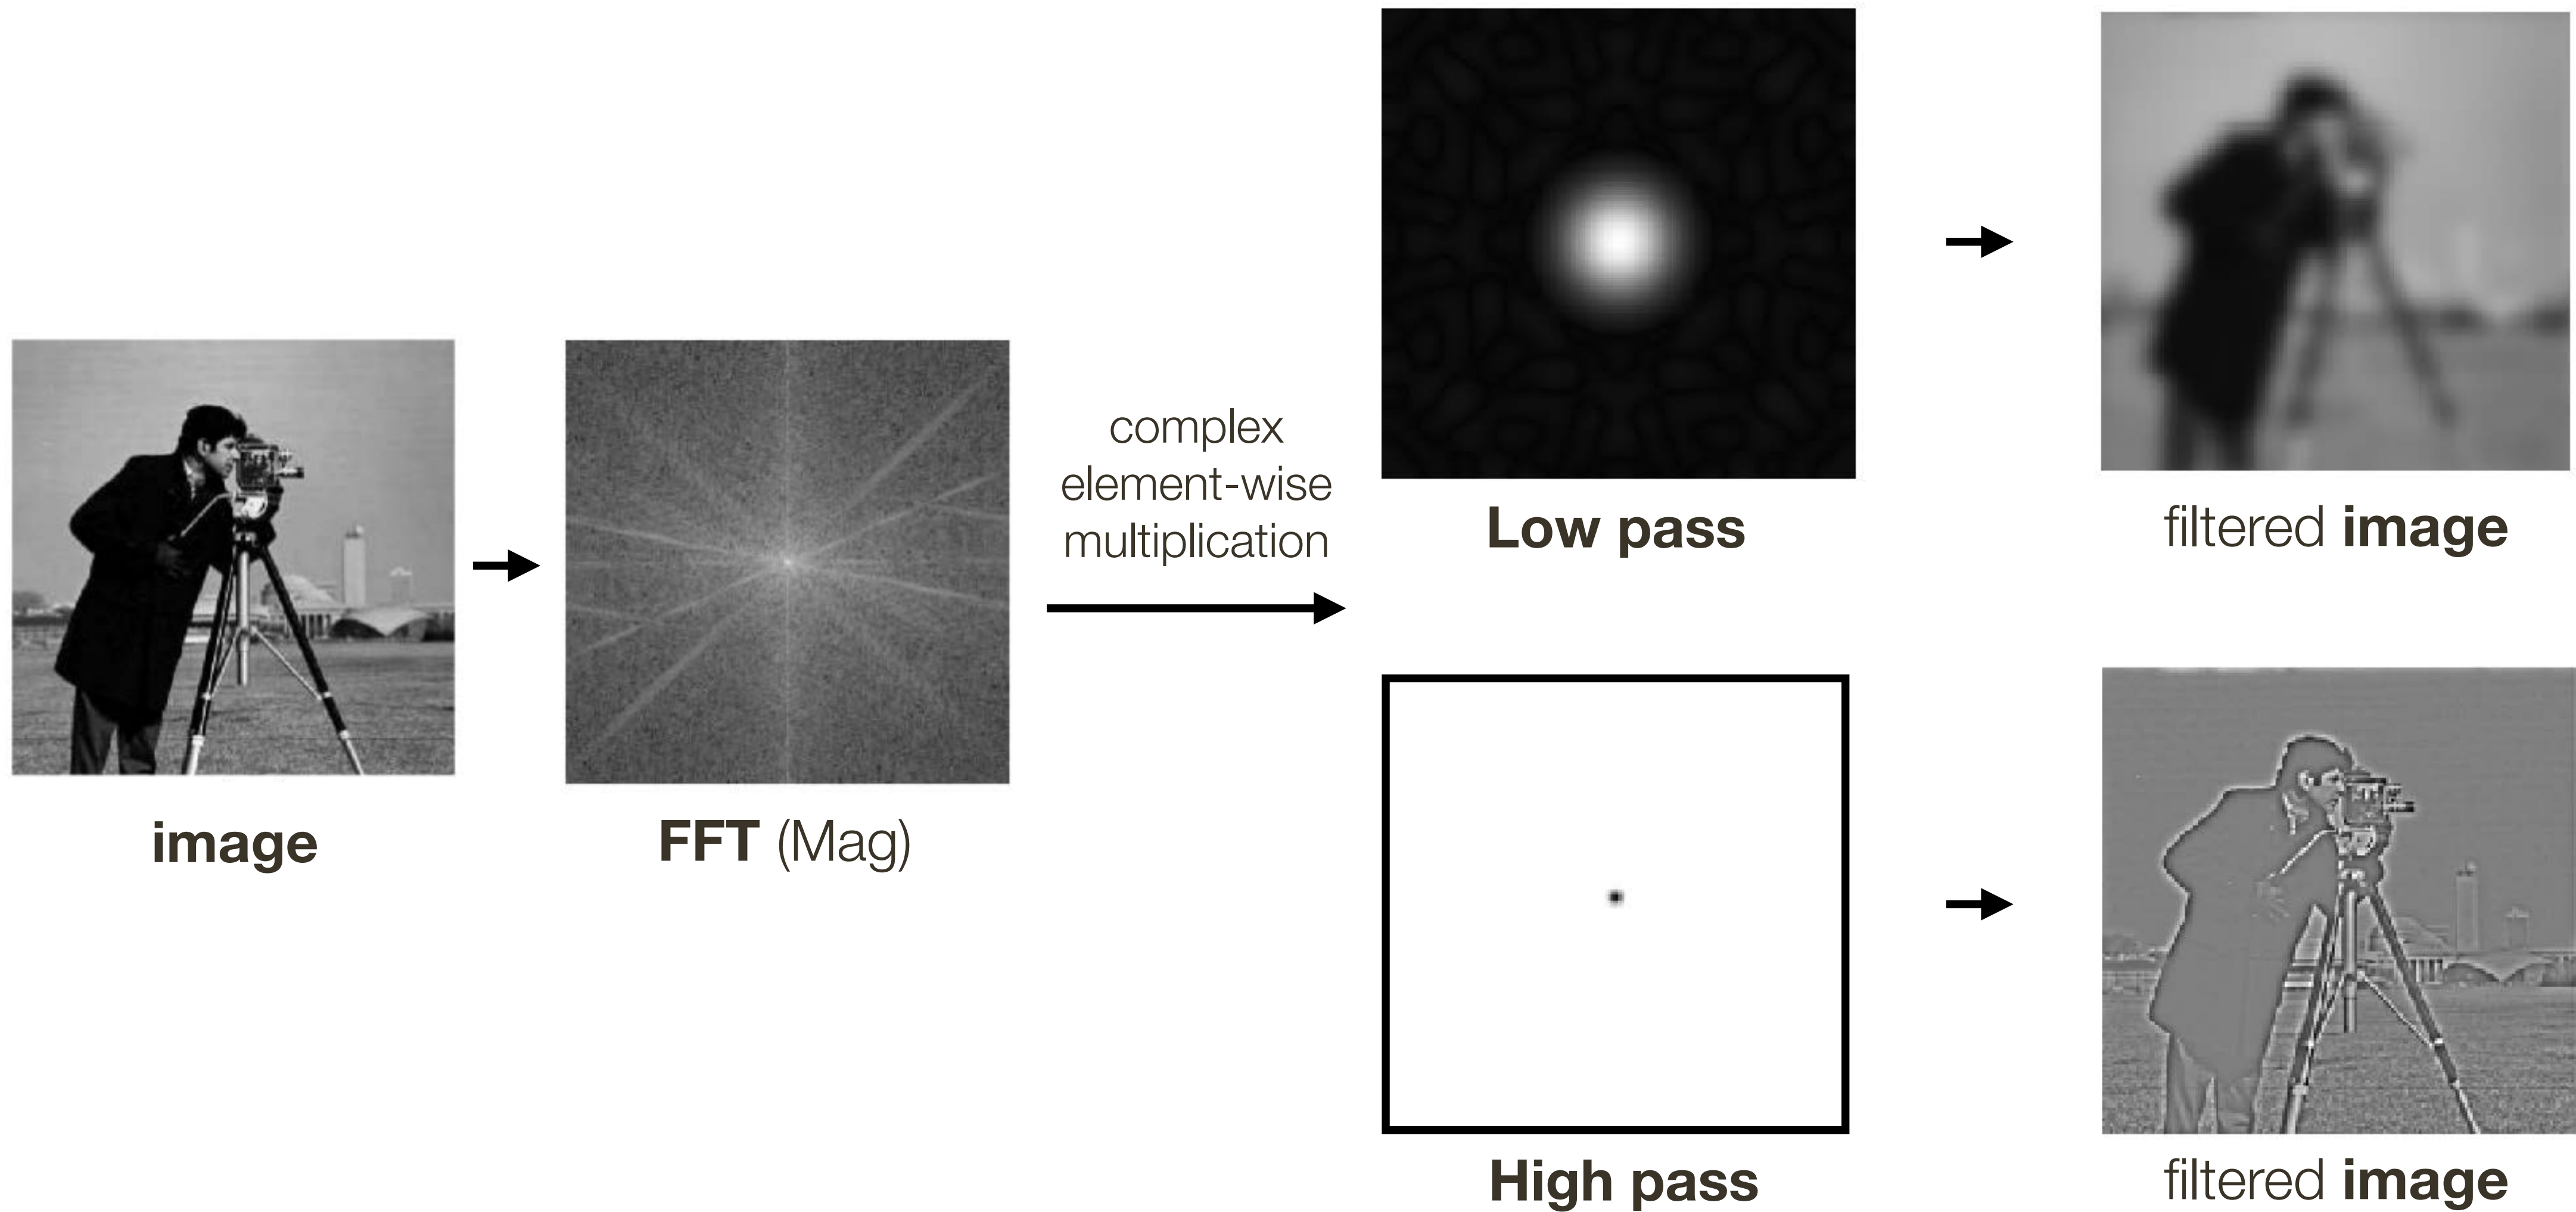 image
FFT (Mag)
complex
element-wise
multiplication
Low pass
filtered image
High pass
filtered image